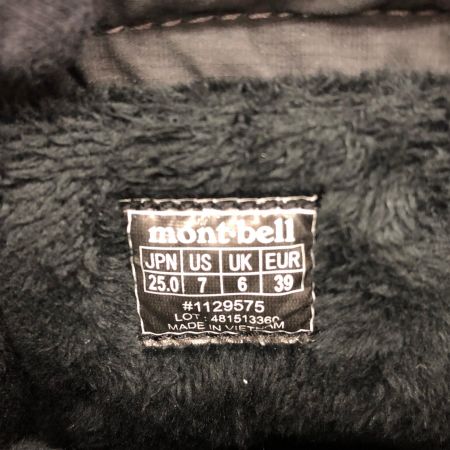 mont-bell
JPN US UK EUR
25.0 7 6 39
#1129575
LOT : 481513360
MADE IN VIETNAM